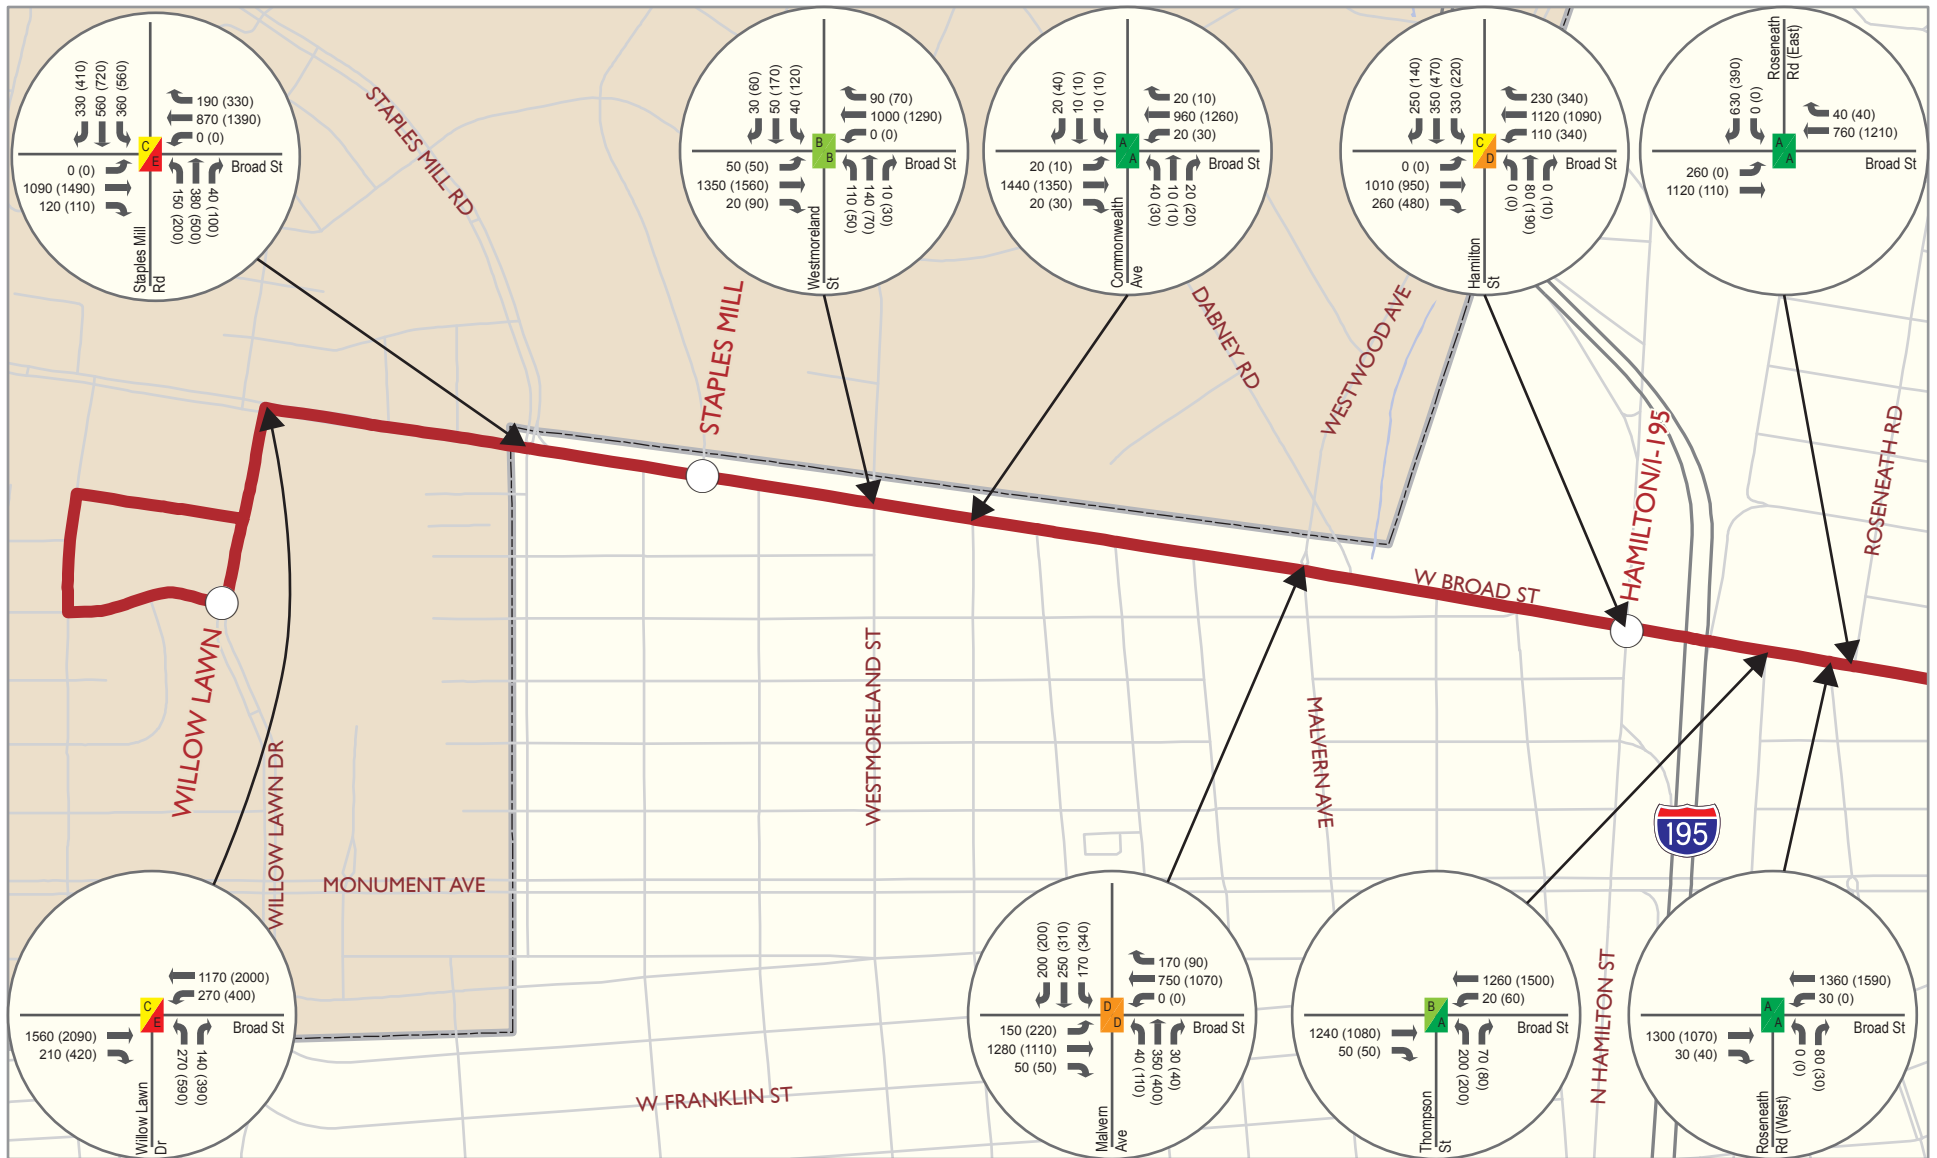 330 (410)
560 (720)
360 (560)
190 (330)
870 (1390)
0 (0)
C
E
Broad St
0 (0)
1090 (1490)
120 (110)
150 (200)
380 (500)
40 (100)
Staples Mill
Rd
30 (60)
50 (170)
40 (120)
90 (70)
1000 (1290)
0 (0)
B
B
Broad St
50 (50)
1350 (1560)
20 (90)
110 (50)
140 (70)
10 (30)
Westmoreland
St
20 (40)
10 (10)
10 (10)
20 (10)
960 (1260)
20 (30)
A
A
Broad St
20 (10)
1440 (1350)
20 (30)
40 (30)
10 (10)
20 (20)
Commonwealth
Ave
250 (140)
350 (470)
330 (220)
230 (340)
1120 (1090)
110 (340)
C
D
Broad St
0 (0)
1010 (950)
260 (480)
0 (0)
80 (190)
0 (10)
Hamilton
St
Roseneath
Rd (East)
630 (390)
0 (0)
40 (40)
760 (1210)
A
A
Broad St
260 (0)
1120 (110)
STAPLES MILL RD
STAPLES MILL
DABNEY RD
WESTWOOD AVE
HAMILTON/I-195
ROSENEATH RD
W BROAD ST
WILLOW LAWN
WILLOW LAWN DR
WESTMORELAND ST
MALVERN AVE
195
MONUMENT AVE
N HAMILTON ST
W FRANKLIN ST
1170 (2000)
270 (400)
C
E
Broad St
1560 (2090)
210 (420)
270 (590)
140 (390)
Willow Lawn
Dr
200 (200)
250 (310)
170 (340)
170 (90)
750 (1070)
0 (0)
D
D
Broad St
150 (220)
1280 (1110)
50 (50)
40 (110)
350 (400)
30 (40)
Malvern
Ave
1260 (1500)
20 (60)
B
A
Broad St
1240 (1080)
50 (50)
200 (200)
70 (80)
Thompson
St
1360 (1590)
30 (0)
A
A
Broad St
1300 (1070)
30 (40)
0 (0)
80 (30)
Roseneath
Rd (West)